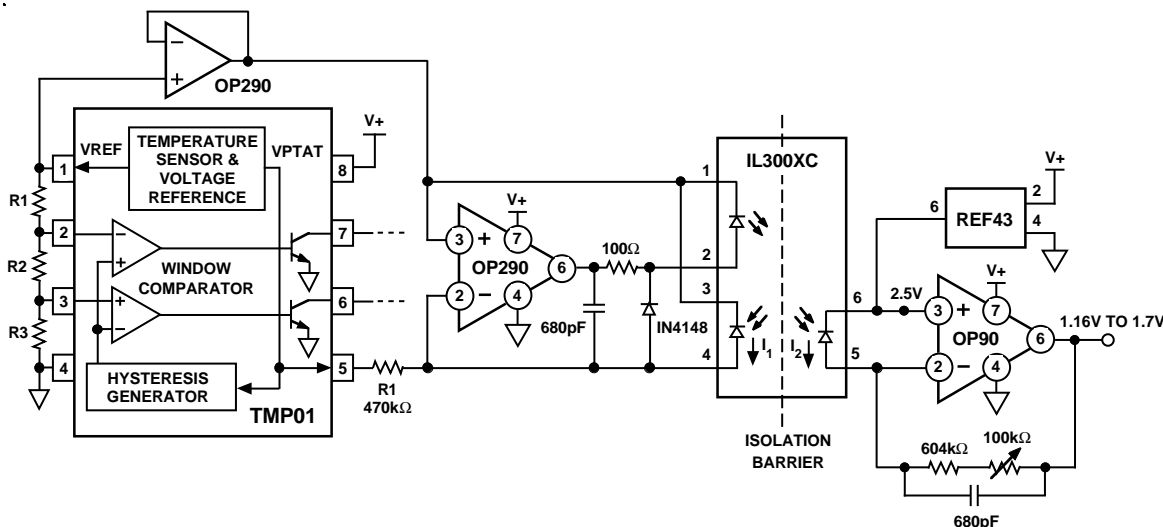 −
+
OP290
VREF
TEMPERATURE
SENSOR &
VOLTAGE
REFERENCE
VPTAT
V+
1
8
R1
2
−
+
7
R2
WINDOW
COMPARATOR
3
+
−
6
R3
4
HYSTERESIS
GENERATOR
5
TMP01
R1
470kΩ
V+
3
+
7
OP290
6
2
−
4
100Ω
680pF
IN4148
IL300XC
1
2
3
4
I1
I2
6
5
ISOLATION
BARRIER
V+
6
REF43
2
4
2.5V
V+
3
+
7
OP90
6
2
−
4
1.16V TO 1.7V
604kΩ
100kΩ
680pF